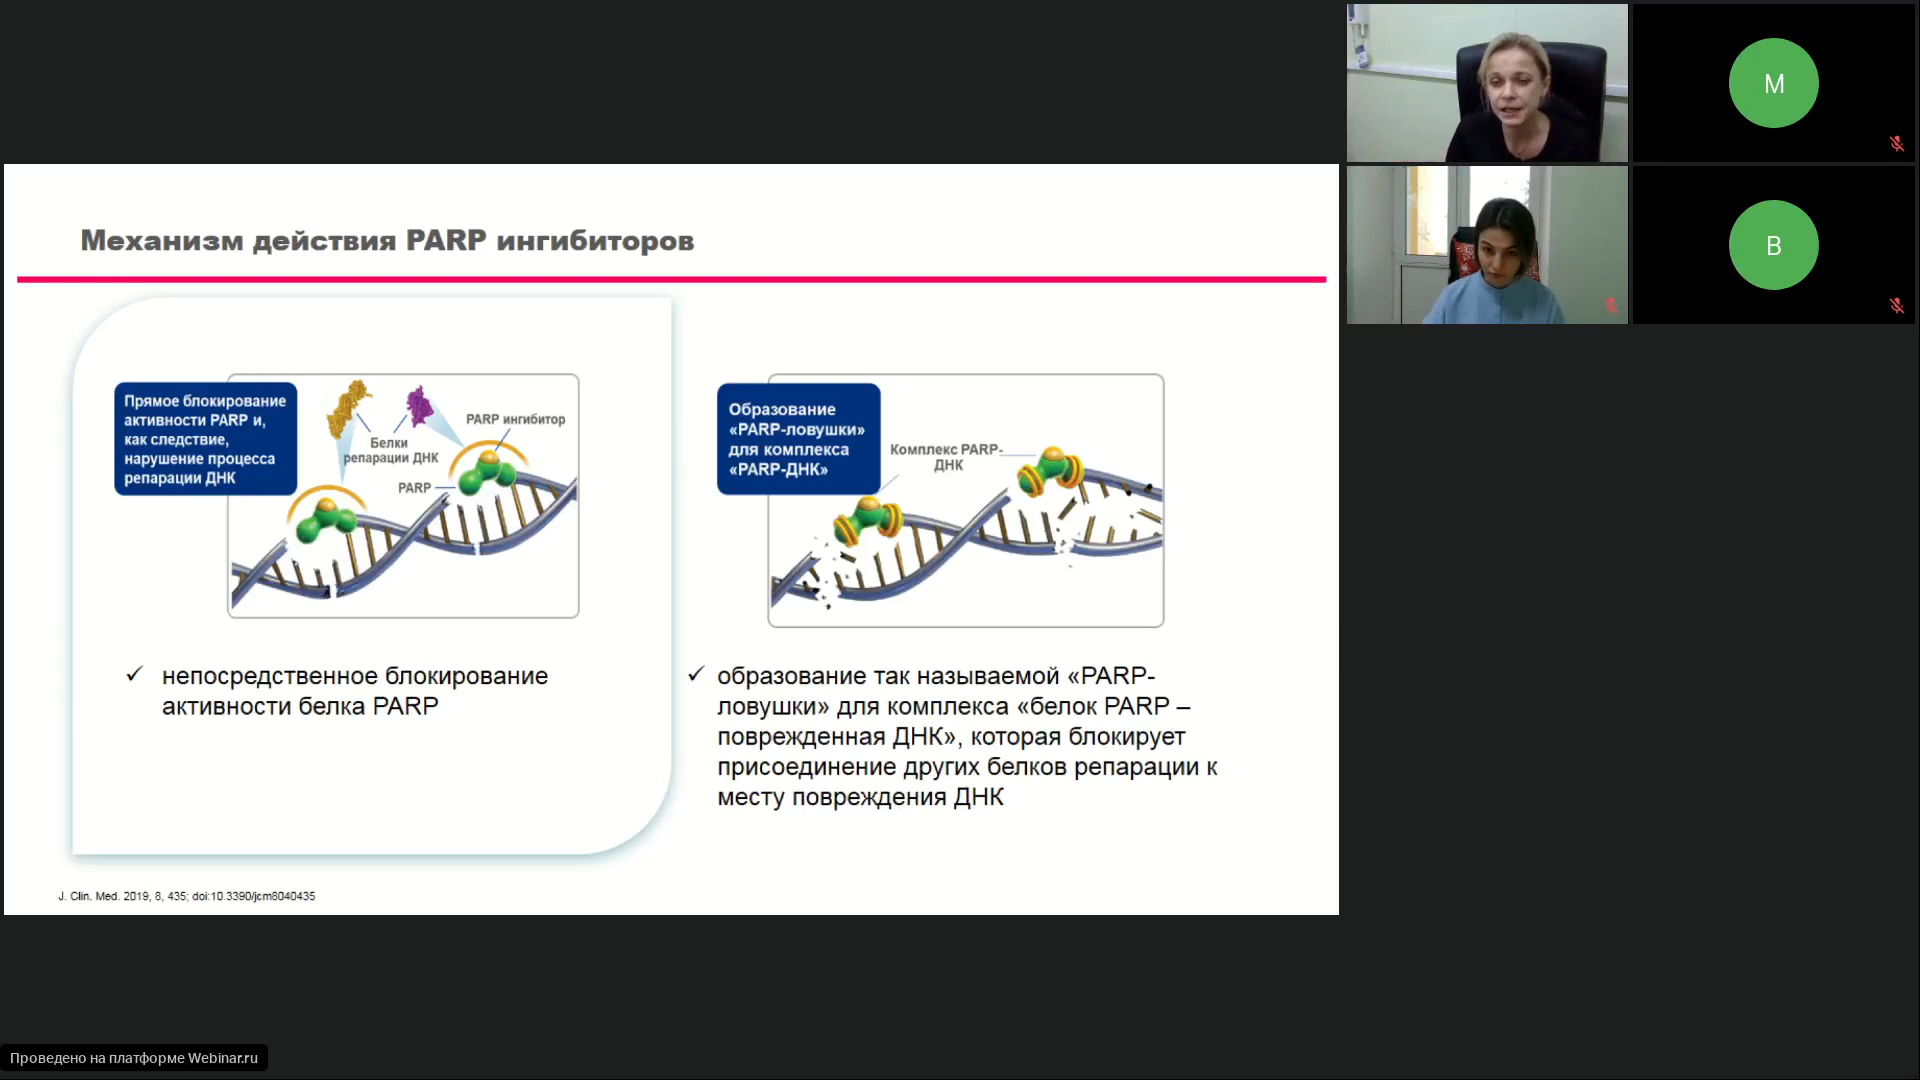 Механизм действия PARP ингибиторов
Прямое блокирование
активности PARP и,
как следствие,
нарушение процесса
репарации ДНК
PARP ингибитор
Белки
репарации ДНК
PARP
непосредственное блокирование
активности белка PARP
Образование
«PARP-ловушки»
для комплекса
«PARP-ДНК»
Комплекс PARP-
ДНК
образование так называемой «PARP-
ловушки» для комплекса «белок PARP –
поврежденная ДНК», которая блокирует
присоединение других белков репарации к
месту повреждения ДНК
J. Clin. Med. 2019, 8, 435; doi:10.3390/jcm8040435
M
B
Проведено на платформе Webinar.ru